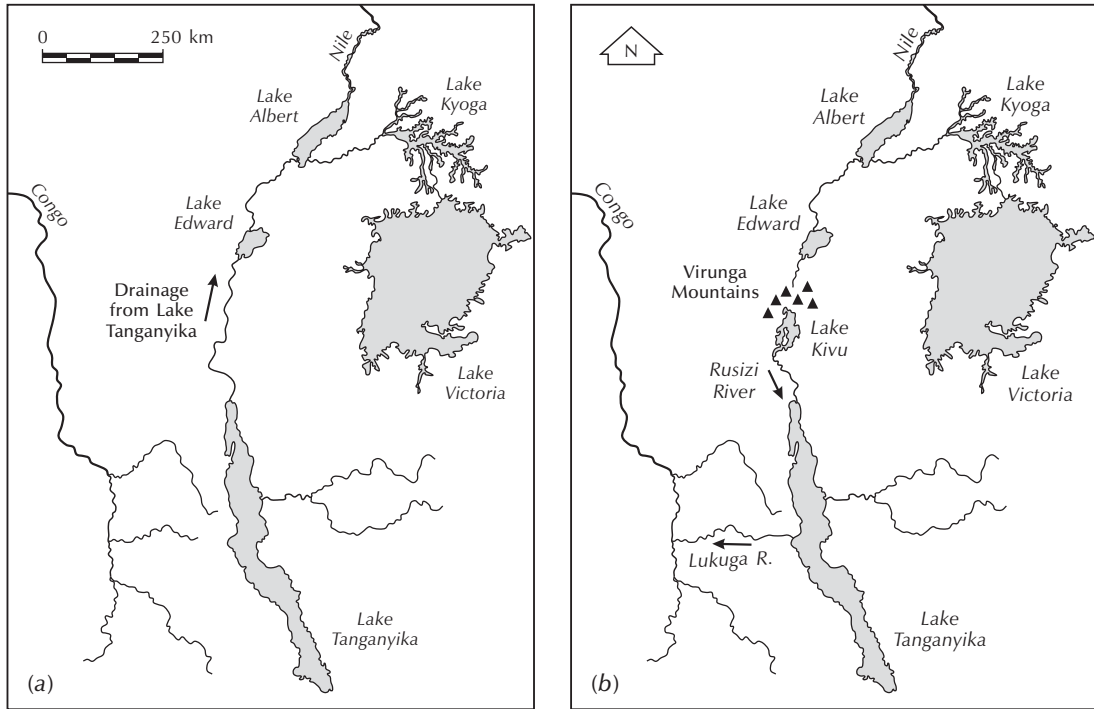 0 250 km
Nile
Lake
Kyoga
Lake
Albert
Congo
Lake
Edward
Drainage
from Lake
Tanganyika
Lake
Victoria
Lake
Tanganyika
(a)
N
Nile
Lake
Kyoga
Lake
Albert
Congo
Lake
Edward
Virunga
Mountains
Lake
Kivu
Rusizi
River
Lake
Victoria
Lukuga R.
Lake
Tanganyika
(b)